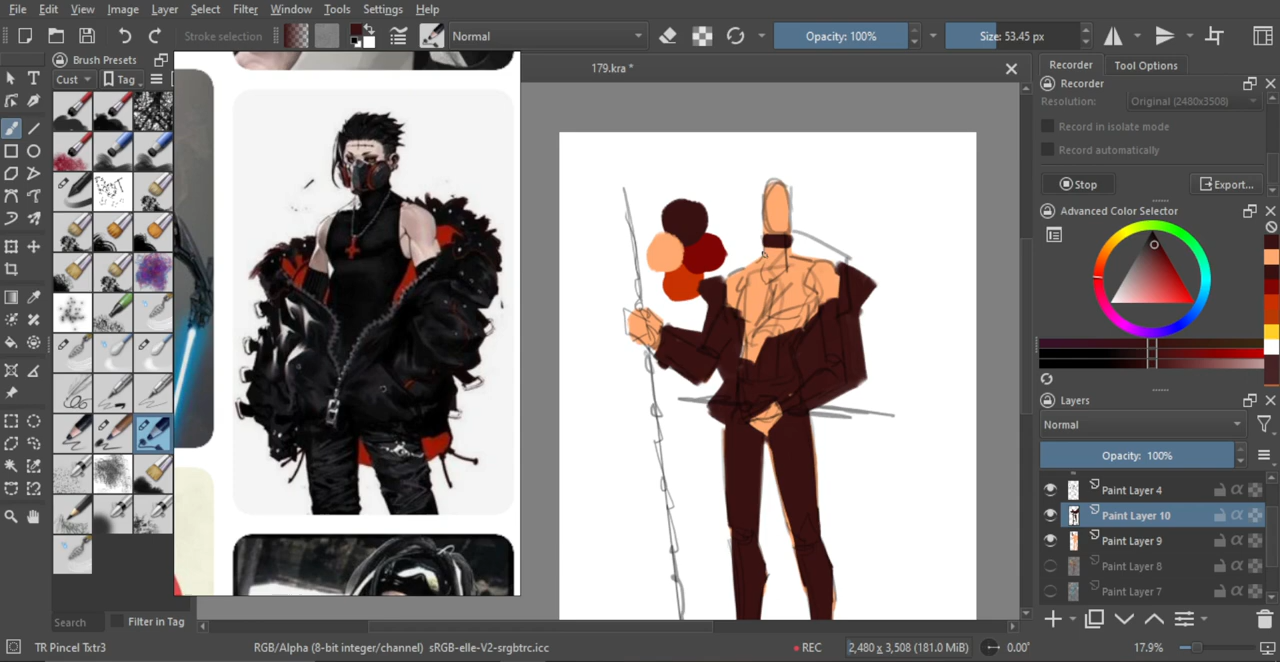 File Edit View Image Layer Select Filter Window Tools Settings Help
Stroke selection Normal Opacity: 100% Size: 53.45 px
Brush Presets
Cust Tag
179.kra *
Recorder Tool Options
Recorder
Resolution: Original (2480x3508)
Record in isolate mode
Record automatically
Stop Export...
Advanced Color Selector
Layers
Normal
Opacity: 100%
Paint Layer 4
Paint Layer 10
Paint Layer 9
Paint Layer 8
Paint Layer 7
Search Filter in Tag
TR Pincel Txtr3 RGB/Alpha (8-bit integer/channel) sRGB-elle-V2-srgbtrc.icc REC 2,480 x 3,508 (181.0 MiB) 0.00° 17.9%